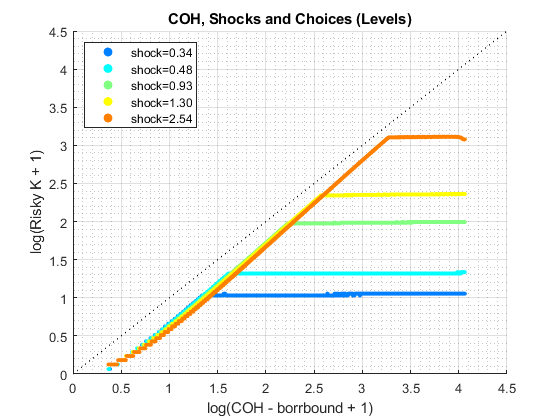 COH, Shocks and Choices (Levels)
4.5
4
3.5
3
2.5
2
1.5
1
0.5
0
log(Risky K + 1)
shock=0.34
shock=0.48
shock=0.93
shock=1.30
shock=2.54
0 0.5 1 1.5 2 2.5 3 3.5 4 4.5
log(COH - borrbound + 1)